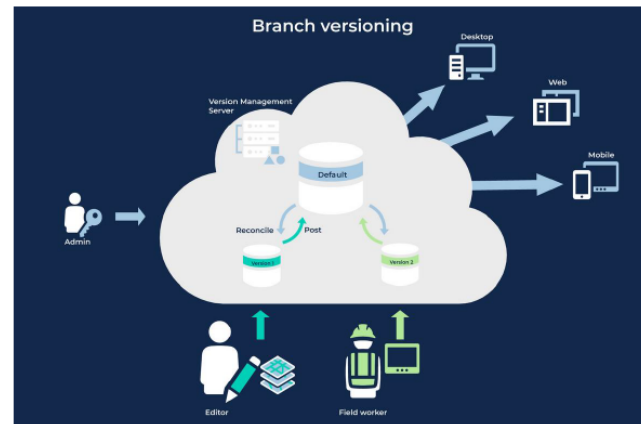 Branch versioning
Desktop
Web
Version Management
Server
Mobile
Default
Admin
Reconcile
Post
Version 1
Version 2
Editor
Field worker